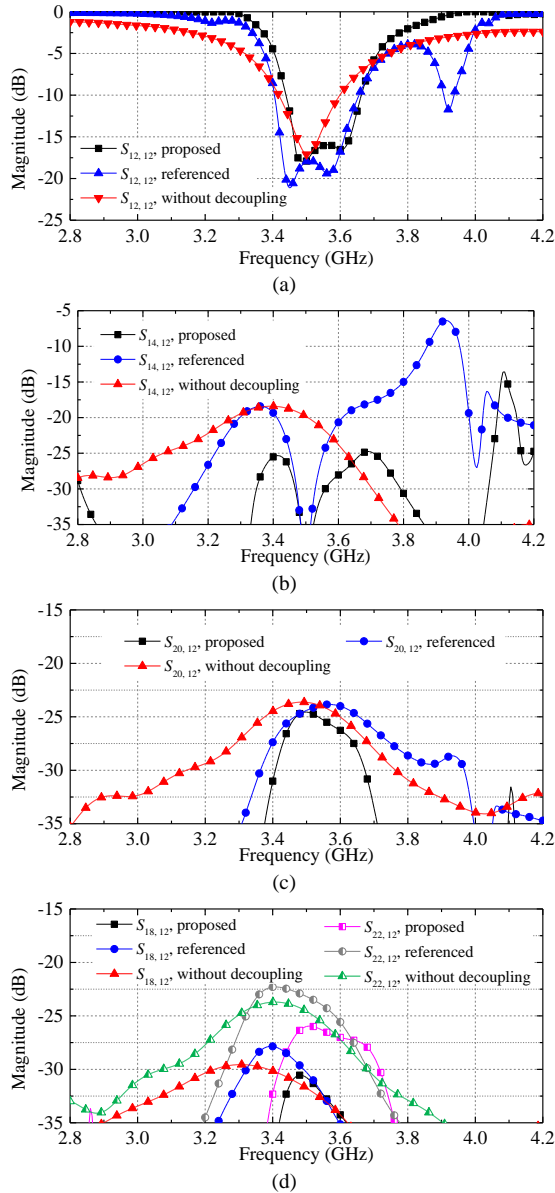 0
-5
-10
-15
-20
-25
Magnitude (dB)
S12, 12, proposed
S12, 12, referenced
S12, 12, without decoupling
2.8 3.0 3.2 3.4 3.6 3.8 4.0 4.2
Frequency (GHz)
(a)
-5
-10
-15
-20
-25
-30
-35
Magnitude (dB)
S14, 12, proposed
S14, 12, referenced
S14, 12, without decoupling
2.8 3.0 3.2 3.4 3.6 3.8 4.0 4.2
Frequency (GHz)
(b)
-15
-20
-25
-30
-35
Magnitude (dB)
S20, 12, proposed
S20, 12, referenced
S20, 12, without decoupling
2.8 3.0 3.2 3.4 3.6 3.8 4.0 4.2
Frequency (GHz)
(c)
-15
-20
-25
-30
-35
Magnitude (dB)
S18, 12, proposed
S18, 12, referenced
S18, 12, without decoupling
S22, 12, proposed
S22, 12, referenced
S22, 12, without decoupling
2.8 3.0 3.2 3.4 3.6 3.8 4.0 4.2
Frequency (GHz)
(d)